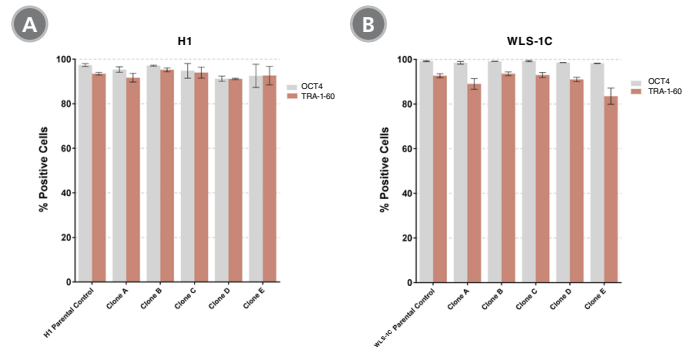 A
H1
% Positive Cells
100
80
60
40
20
0
H1 Parental Control
Clone A
Clone B
Clone C
Clone D
Clone E
OCT4
TRA-1-60
B
WLS-1C
% Positive Cells
100
80
60
40
20
0
WLS-1C Parental Control
Clone A
Clone B
Clone C
Clone D
Clone E
OCT4
TRA-1-60